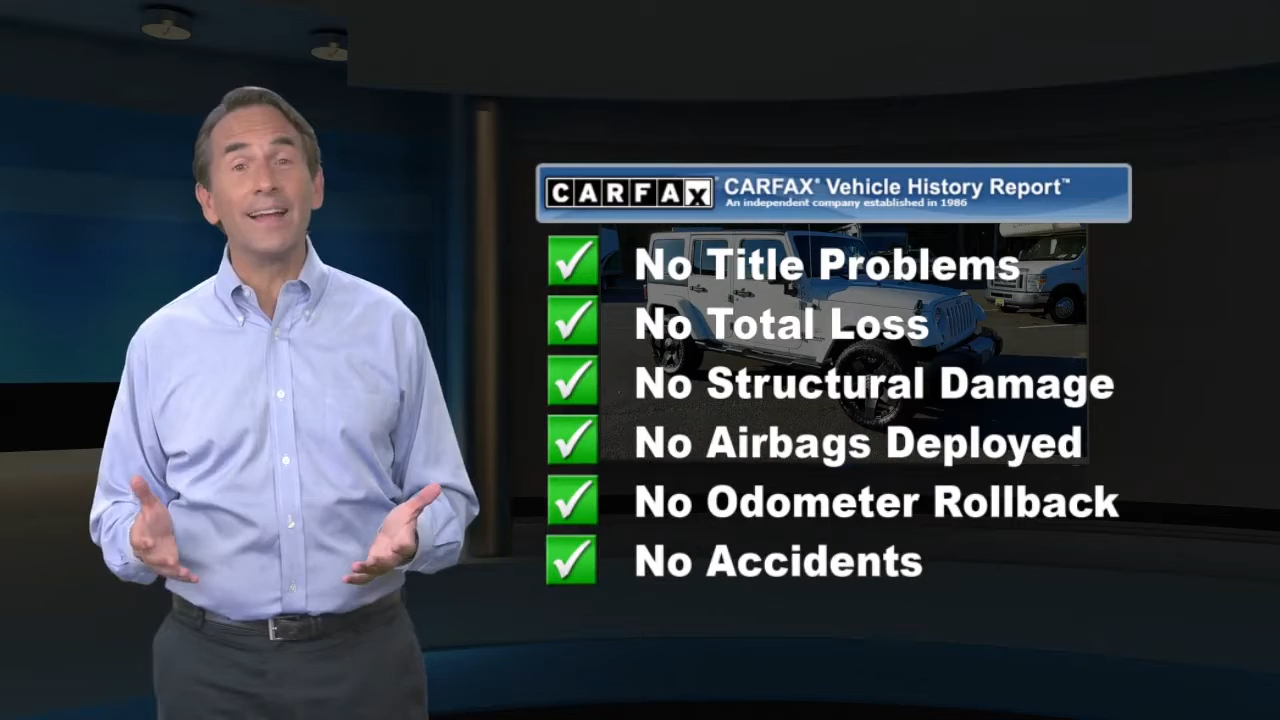 CARFAX® CARFAX® Vehicle History Report™
An independent company established in 1986
No Title Problems
No Total Loss
No Structural Damage
No Airbags Deployed
No Odometer Rollback
No Accidents